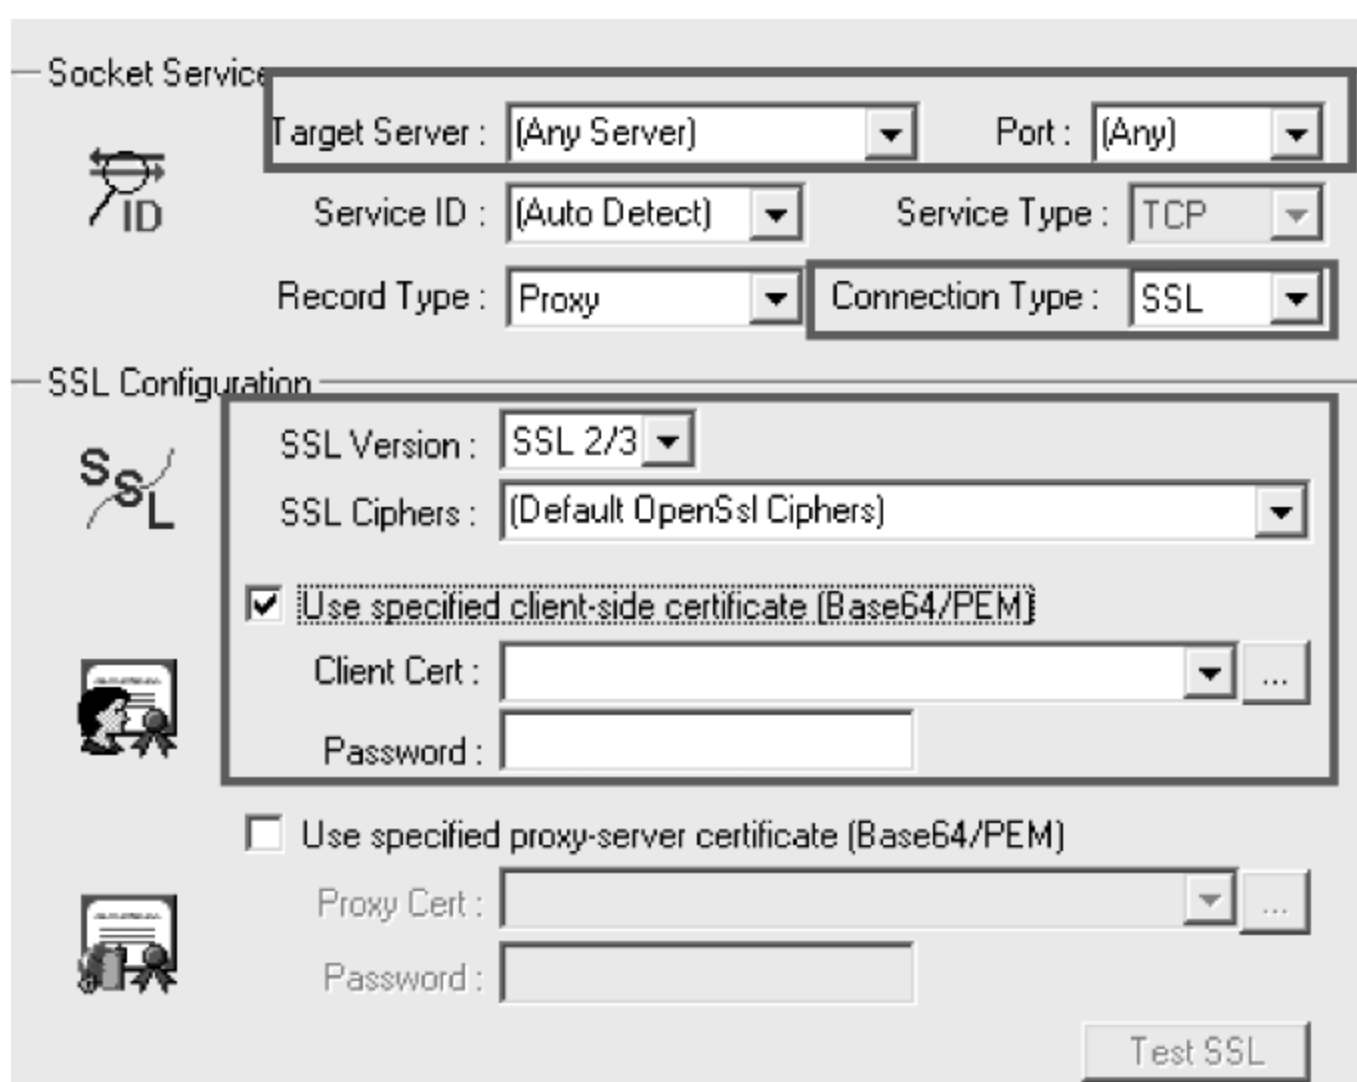 Socket Service
Target Server : (Any Server) Port : (Any)
ID
Service ID : (Auto Detect) Service Type : TCP
Record Type : Proxy Connection Type : SSL
SSL Configuration
SSL Version : SSL 2/3
SSL
SSL Ciphers : (Default OpenSsl Ciphers)
Use specified client-side certificate (Base64/PEM)
Client Cert : ...
Password :
Use specified proxy-server certificate (Base64/PEM)
Proxy Cert : ...
Password :
Test SSL